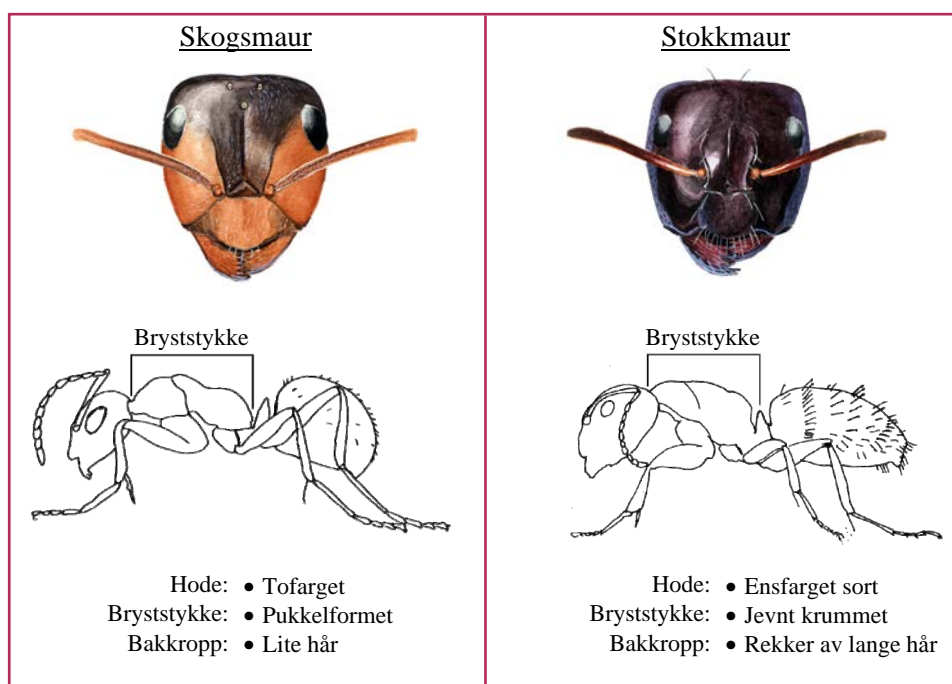 Skogsmaur
Bryststykke
Hode: • Tofarget
Bryststykke: • Pukkelformet
Bakkropp: • Lite hår
Stokkmaur
Bryststykke
Hode: • Ensfarget sort
Bryststykke: • Jevnt krummet
Bakkropp: • Rekker av lange hår